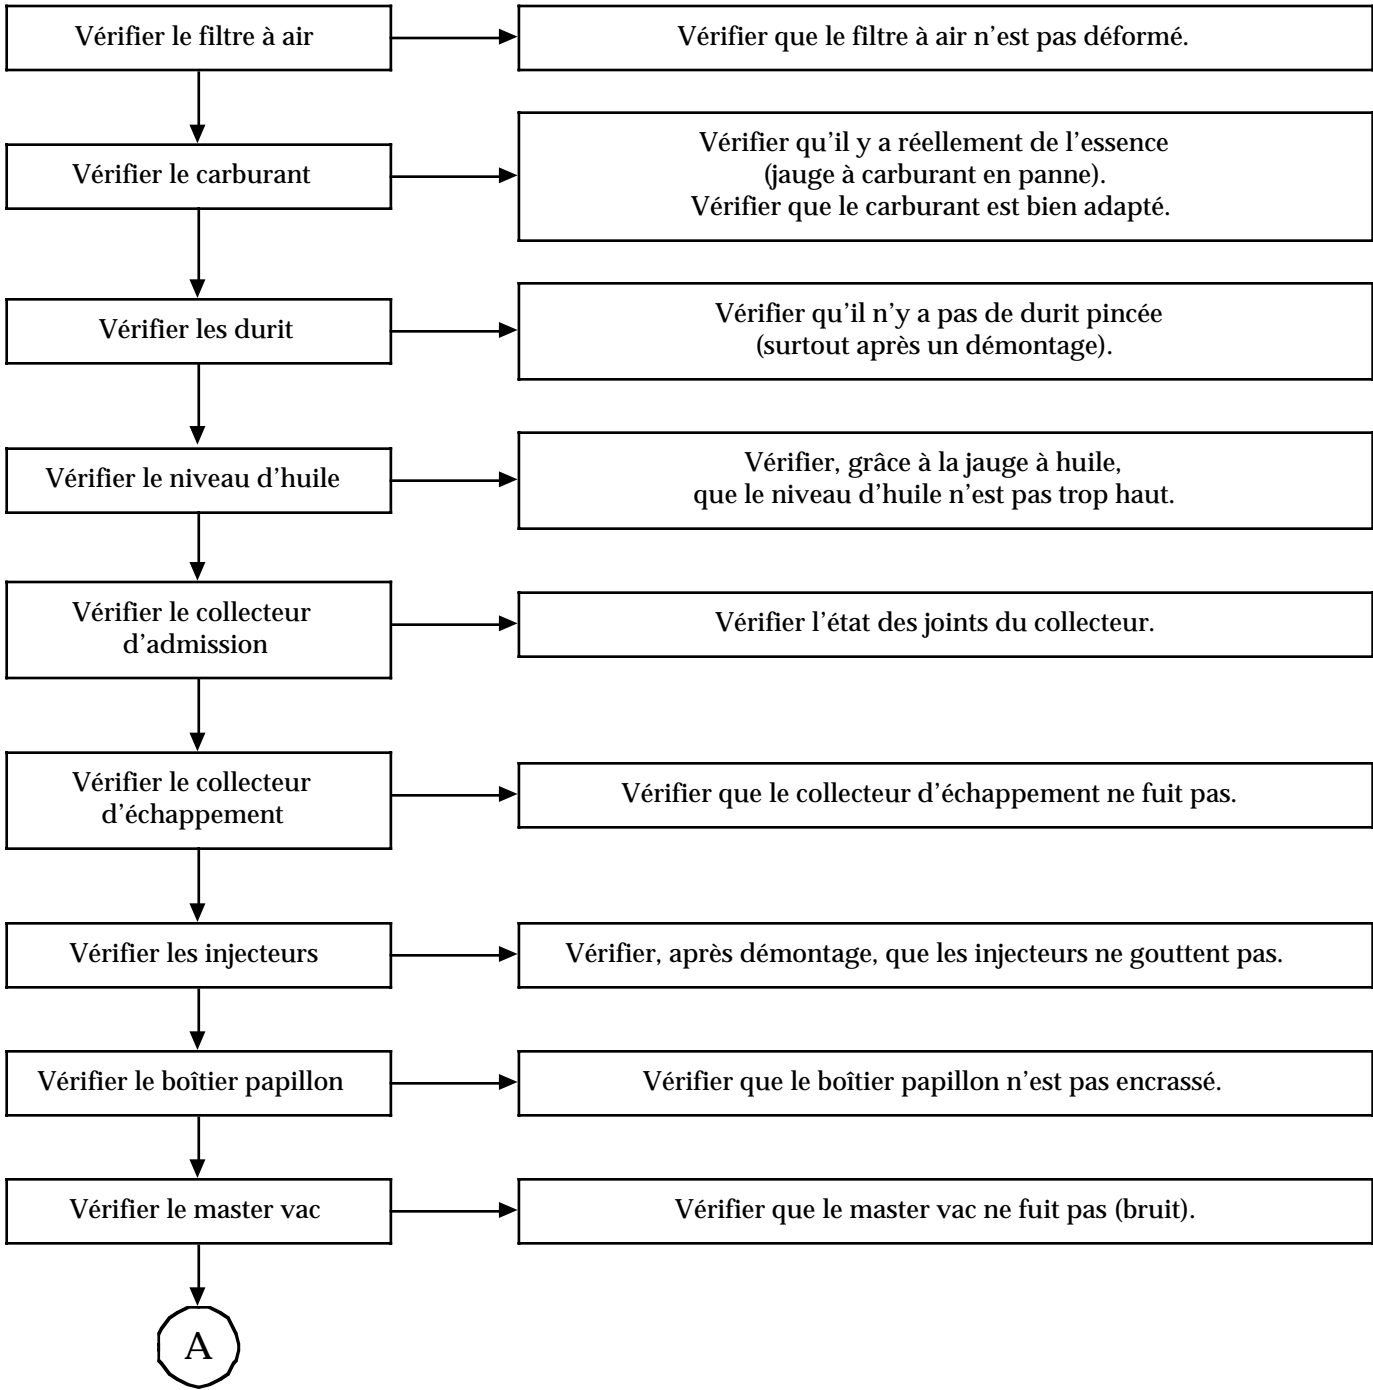 Vérifier le filtre à air
Vérifier que le filtre à air n’est pas déformé.
Vérifier le carburant
Vérifier qu’il y a réellement de l’essence
(jauge à carburant en panne).
Vérifier que le carburant est bien adapté.
Vérifier les durit
Vérifier qu’il n’y a pas de durit pincée
(surtout après un démontage).
Vérifier le niveau d’huile
Vérifier, grâce à la jauge à huile,
que le niveau d’huile n’est pas trop haut.
Vérifier le collecteur
d’admission
Vérifier l’état des joints du collecteur.
Vérifier le collecteur
d’échappement
Vérifier que le collecteur d’échappement ne fuit pas.
Vérifier les injecteurs
Vérifier, après démontage, que les injecteurs ne gouttent pas.
Vérifier le boîtier papillon
Vérifier que le boîtier papillon n’est pas encrassé.
Vérifier le master vac
Vérifier que le master vac ne fuit pas (bruit).
A